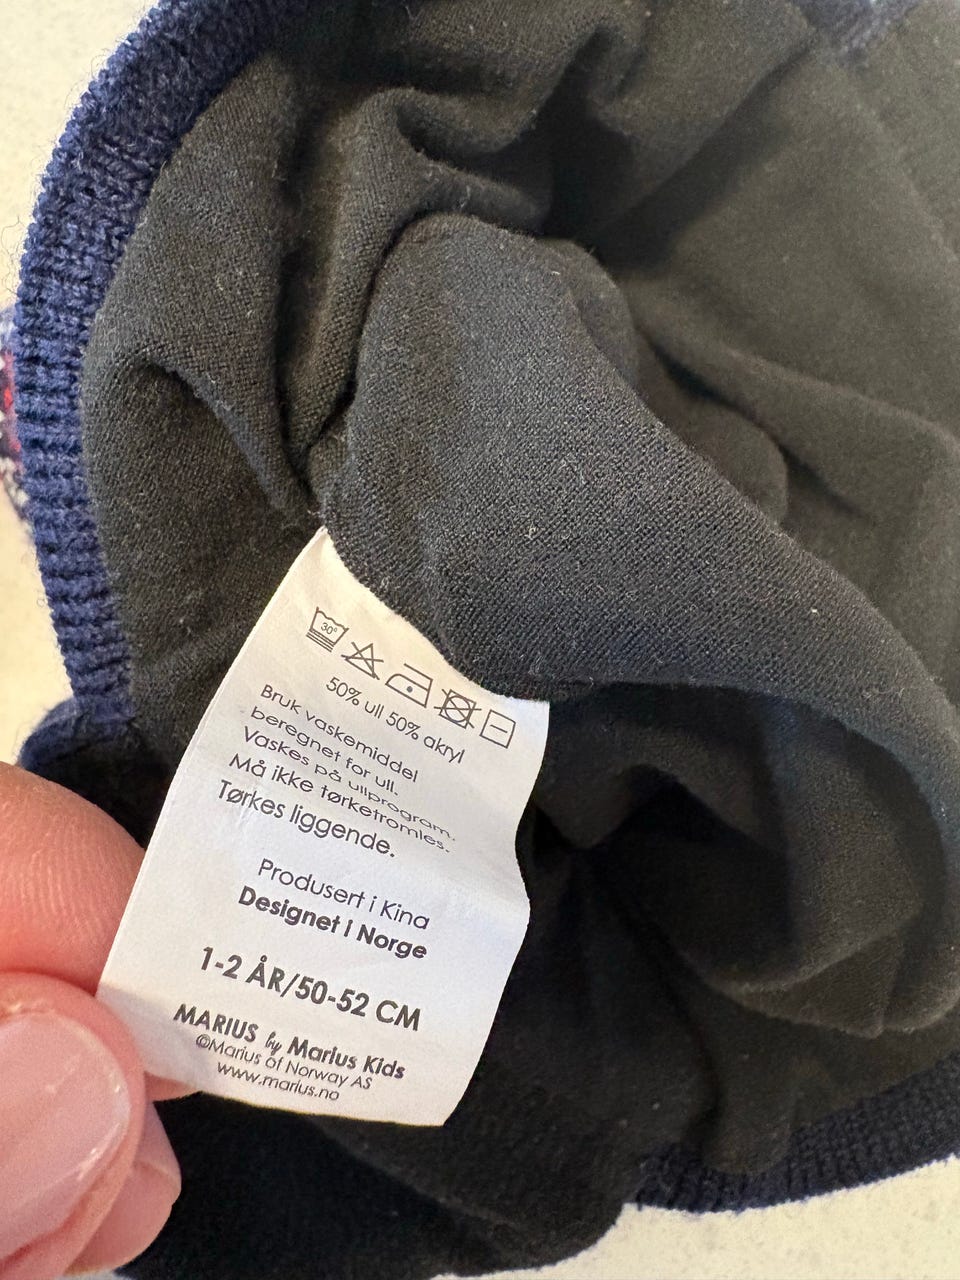 30°
50% ull 50% akryl
Bruk vaskemiddel
beregnet for ull.
Vaskes på ullprogram.
Må ikke tørketromles.
Tørkes liggende.
Produsert i Kina
Designet i Norge
1-2 ÅR/50-52 CM
MARIUS by Marius Kids
©Marius of Norway AS
www.marius.no